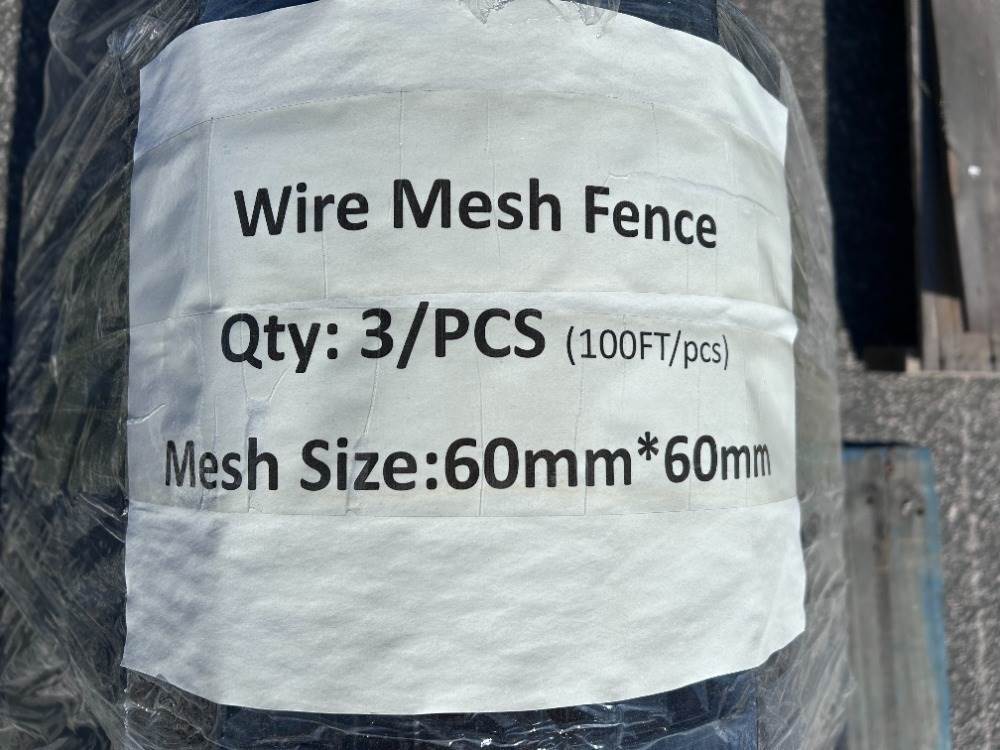 Wire Mesh Fence
Qty: 3/PCS (100FT/pcs)
Mesh Size:60mm*60mm